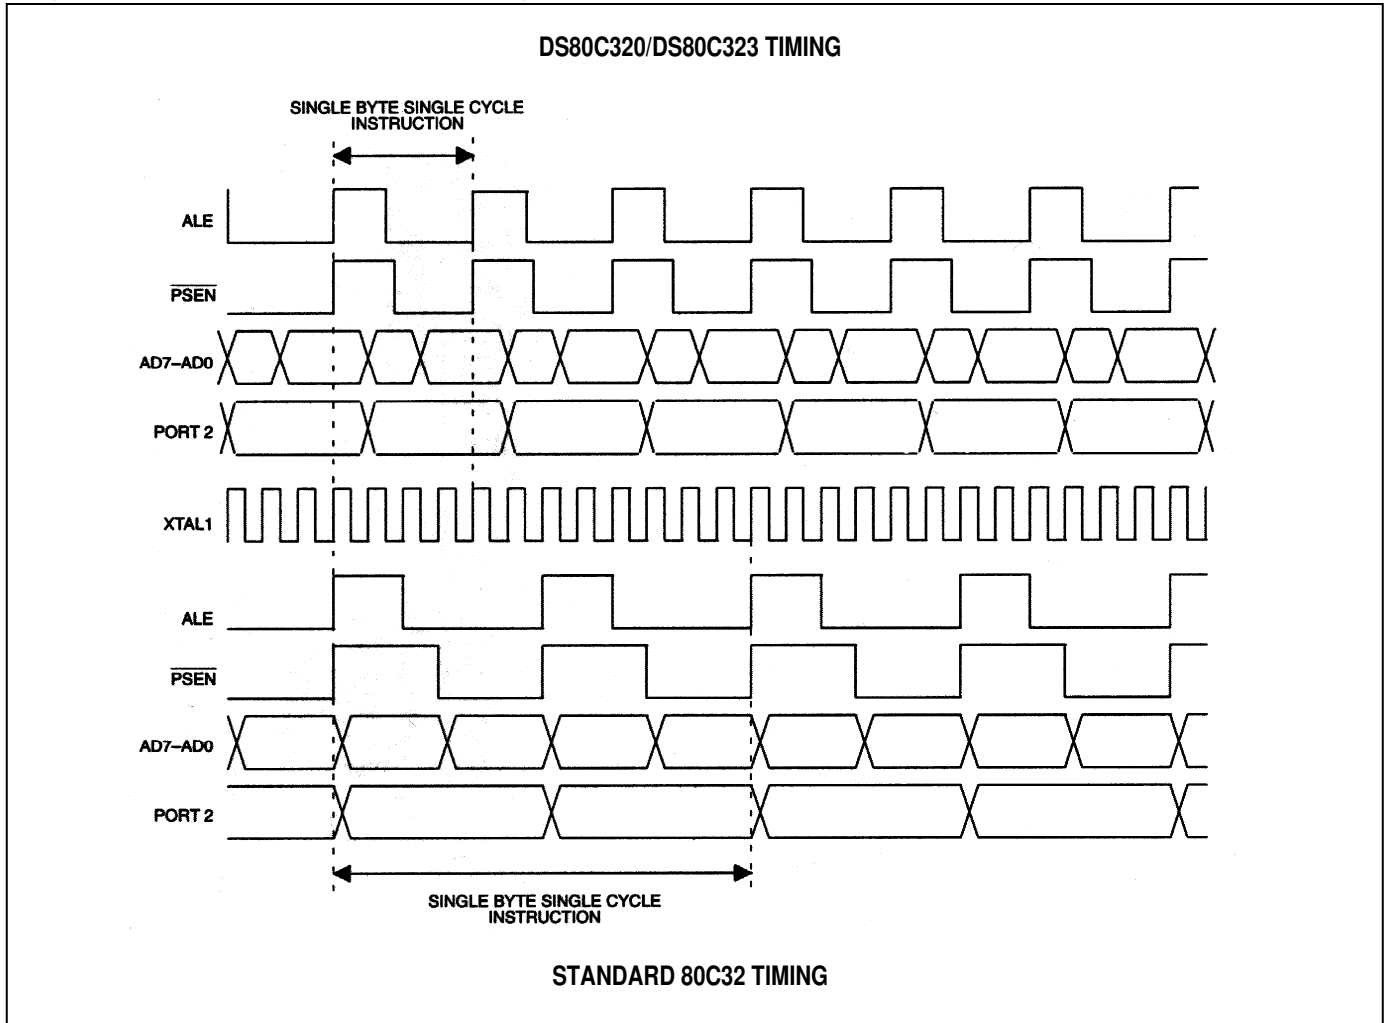 DS80C320/DS80C323 TIMING
SINGLE BYTE SINGLE CYCLE
INSTRUCTION
ALE
PSEN
AD7–AD0
PORT 2
XTAL1
ALE
PSEN
AD7–AD0
PORT 2
SINGLE BYTE SINGLE CYCLE
INSTRUCTION
STANDARD 80C32 TIMING